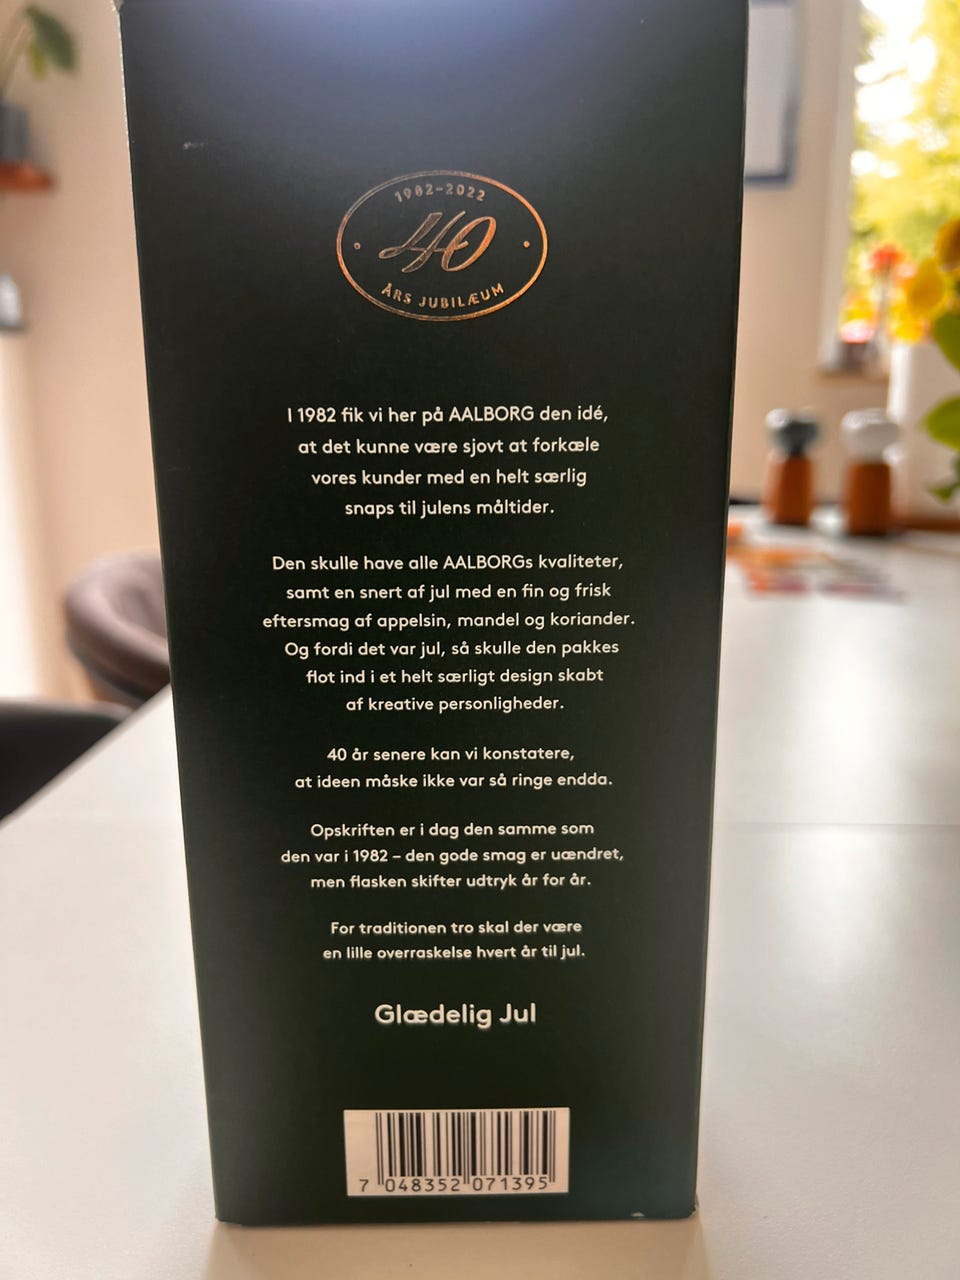 1982-2022
40
ÅRS JUBILÆUM
I 1982 fik vi her på AALBORG den idé,
at det kunne være sjovt at forkæle
vores kunder med en helt særlig
snaps til julens måltider.
Den skulle have alle AALBORGs kvaliteter,
samt en snert af jul med en fin og frisk
eftersmag af appelsin, mandel og koriander.
Og fordi det var jul, så skulle den pakkes
flot ind i et helt særligt design skabt
af kreative personligheder.
40 år senere kan vi konstatere,
at ideen måske ikke var så ringe endda.
Opskriften er i dag den samme som
den var i 1982 – den gode smag er uændret,
men flasken skifter udtryk år for år.
For traditionen tro skal der være
en lille overraskelse hvert år til jul.
Glædelig Jul
7 048352 071395